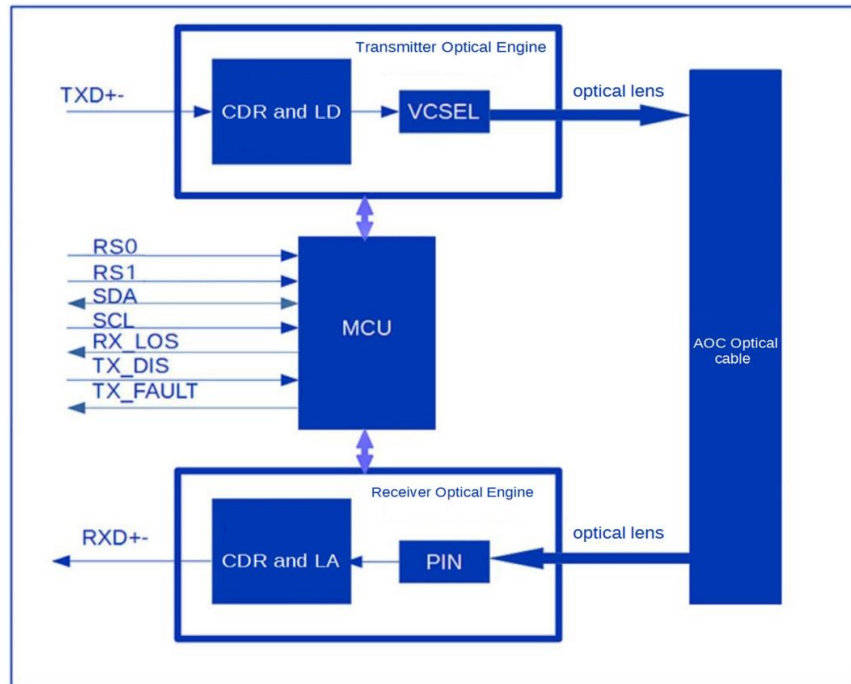 Transmitter Optical Engine
TXD+-
CDR and LD
VCSEL
optical lens
RS0
RS1
SDA
SCL
RX_LOS
TX_DIS
TX_FAULT
MCU
AOC Optical
cable
Receiver Optical Engine
RXD+-
CDR and LA
PIN
optical lens